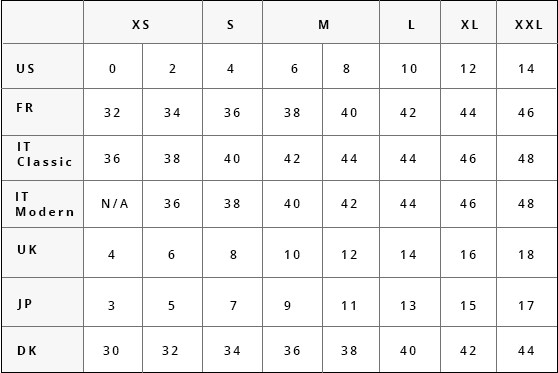 XS S M L XL XXL
US 0 2 4 6 8 10 12 14
FR 32 34 36 38 40 42 44 46
IT
Classic 36 38 40 42 44 44 46 48
IT
Modern N/A 36 38 40 42 44 46 48
UK 4 6 8 10 12 14 16 18
JP 3 5 7 9 11 13 15 17
DK 30 32 34 36 38 40 42 44